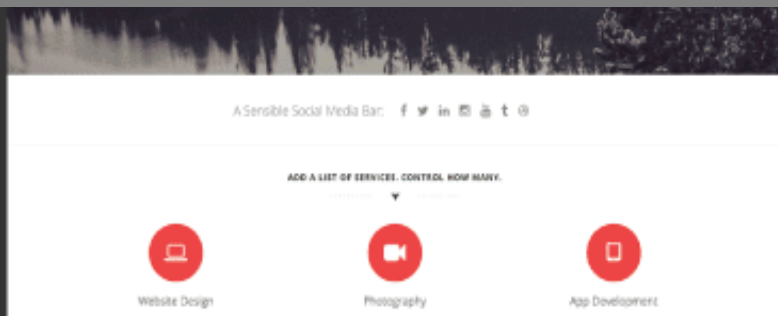 A Sensible Social Media Bar:
ADD A LIST OF SERVICES. CONTROL HOW MANY.
Website Design Photography App Development